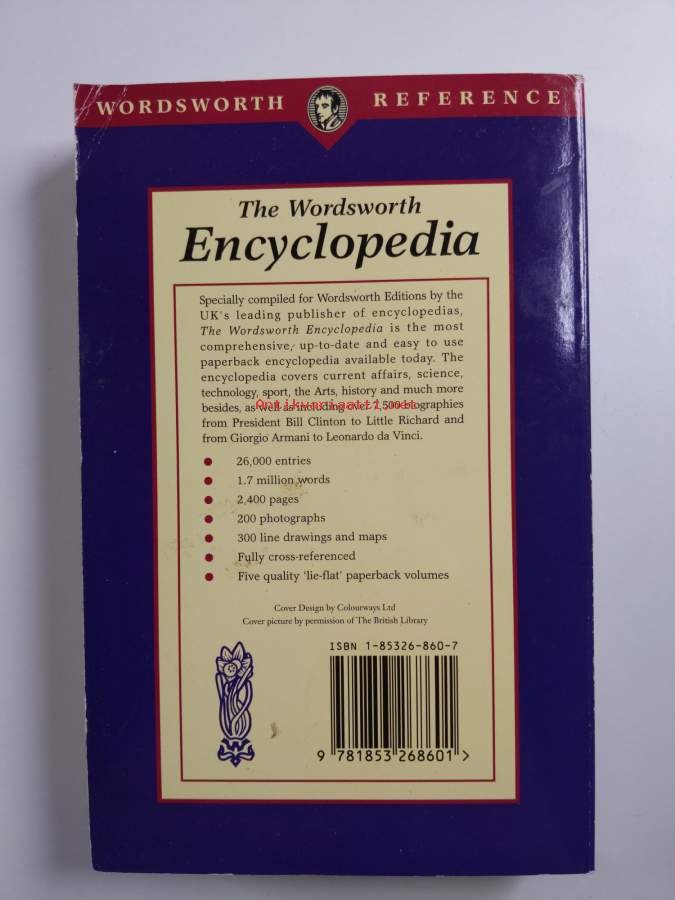 WORDSWORTH REFERENCE
The Wordsworth
Encyclopedia
Specially compiled for Wordsworth Editions by the
UK's leading publisher of encyclopedias,
The Wordsworth Encyclopedia is the most
comprehensive, up-to-date and easy to use
paperback encyclopedia available today. The
encyclopedia covers current affairs, science,
technology, sport, the Arts, history and much more
besides, as well as including over 7,500 biographies
Antikvariaatti.net
from President Bill Clinton to Little Richard and
from Giorgio Armani to Leonardo da Vinci.
● 26,000 entries
● 1.7 million words
● 2,400 pages
● 200 photographs
● 300 line drawings and maps
● Fully cross-referenced
● Five quality 'lie-flat' paperback volumes
Cover Design by Colourways Ltd
Cover picture by permission of The British Library
ISBN 1-85326-860-7
9 781853 268601 >